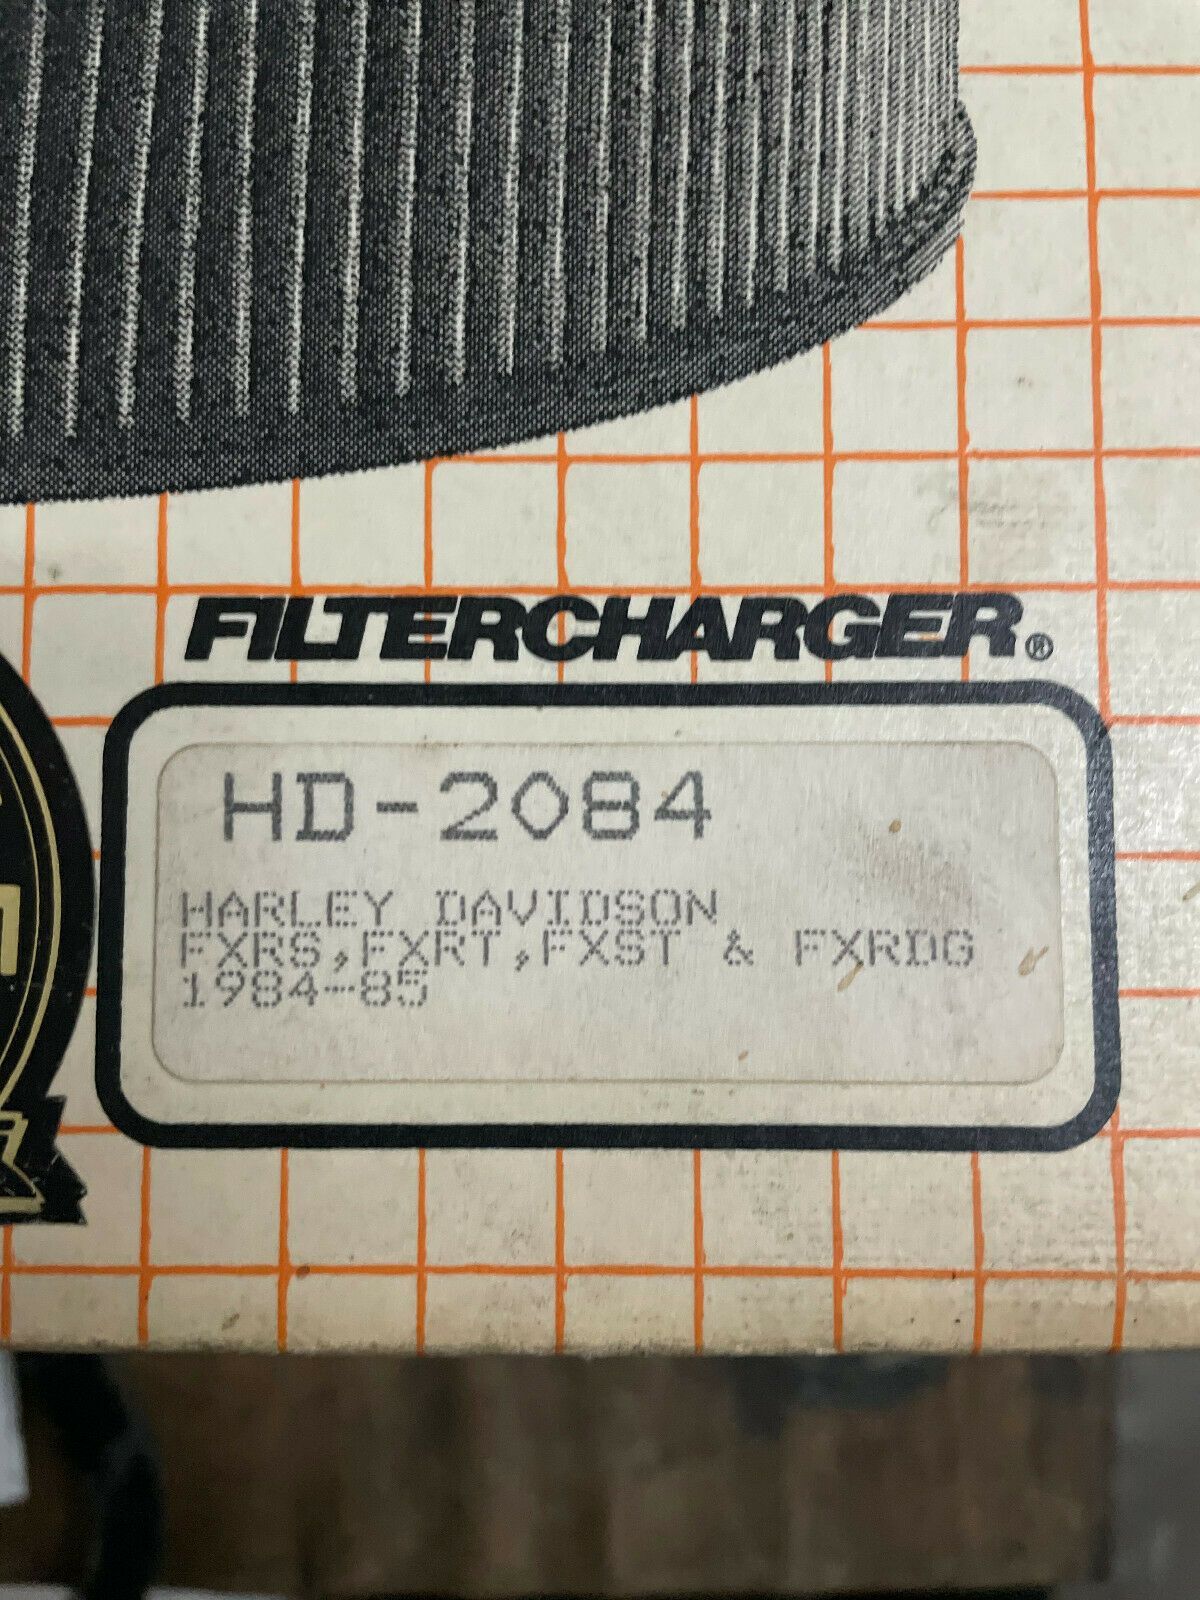 FILTERCHARGER®
HD-2084
HARLEY DAVIDSON
FXRS,FXRT,FXST & FXRDG
1984-85